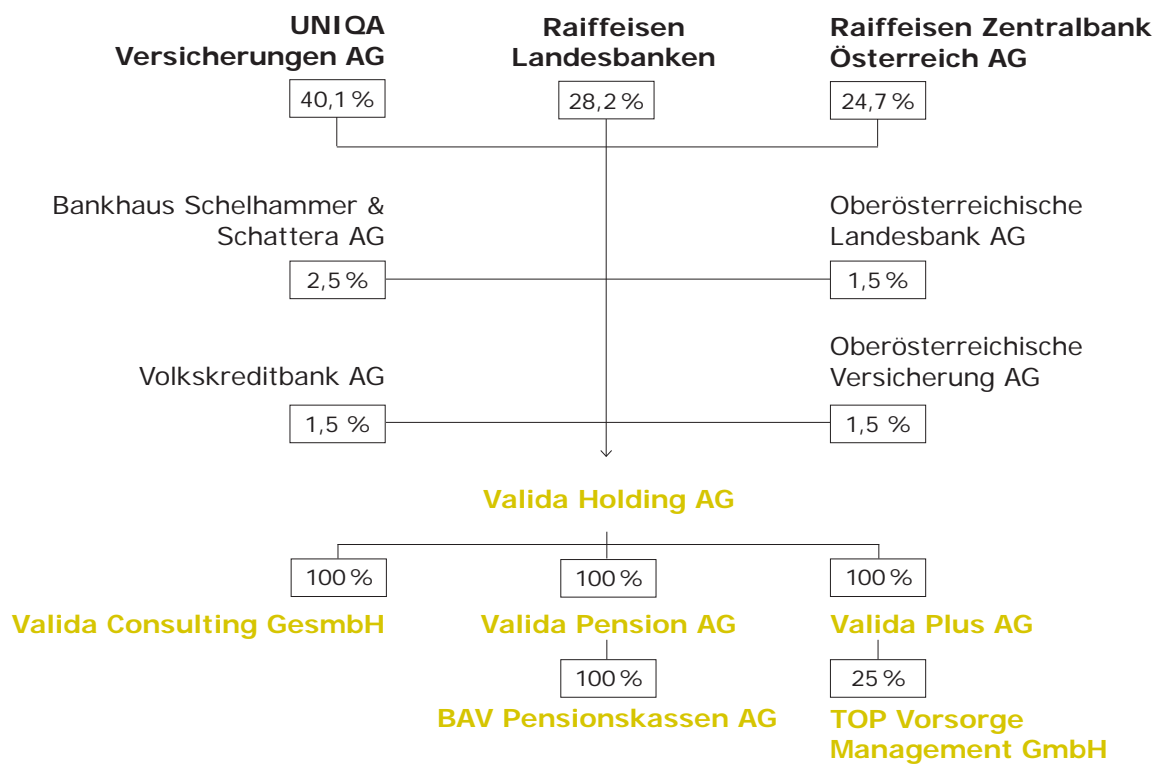 UNIQA
Versicherungen AG
40,1 %
Raiffeisen
Landesbanken
28,2 %
Raiffeisen Zentralbank
Österreich AG
24,7 %
Bankhaus Schelhammer &
Schattera AG
2,5 %
Oberösterreichische
Landesbank AG
1,5 %
Volkskreditbank AG
1,5 %
Oberösterreichische
Versicherung AG
1,5 %
Valida Holding AG
100 %
Valida Consulting GesmbH
100 %
Valida Pension AG
100 %
BAV Pensionskassen AG
100 %
Valida Plus AG
25 %
TOP Vorsorge
Management GmbH